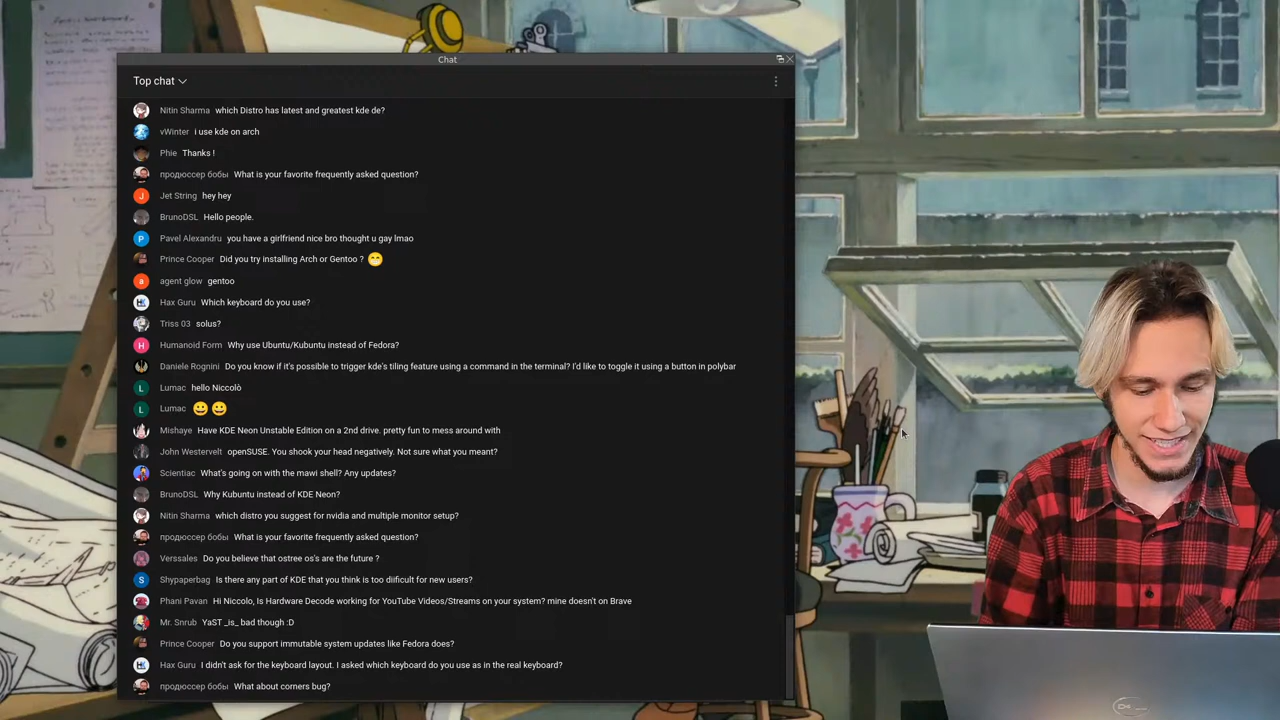 Chat
Top chat
Nitin Sharma which Distro has latest and greatest kde de?
vWinter i use kde on arch
Phie Thanks !
продюссер бобы What is your favorite frequently asked question?
J Jet String hey hey
BrunoDSL Hello people.
P Pavel Alexandru you have a girlfriend nice bro thought u gay lmao
Prince Cooper Did you try installing Arch or Gentoo ? 😁
a agent glow gentoo
Hax Guru Which keyboard do you use?
Triss 03 solus?
H Humanoid Form Why use Ubuntu/Kubuntu instead of Fedora?
Daniele Rognini Do you know if it's possible to trigger kde's tiling feature using a command in the terminal? I'd like to toggle it using a button in polybar
L Lumac hello Niccolò
L Lumac 😀 😀
Mishaye Have KDE Neon Unstable Edition on a 2nd drive. pretty fun to mess around with
John Westervelt openSUSE. You shook your head negatively. Not sure what you meant?
Scientiac What's going on with the mawi shell? Any updates?
BrunoDSL Why Kubuntu instead of KDE Neon?
Nitin Sharma which distro you suggest for nvidia and multiple monitor setup?
продюссер бобы What is your favorite frequently asked question?
Verssales Do you believe that ostree os's are the future ?
S Shypaperbag Is there any part of KDE that you think is too diificult for new users?
Phani Pavan Hi Niccolo, Is Hardware Decode working for YouTube Videos/Streams on your system? mine doesn't on Brave
Mr. Snrub YaST _is_ bad though :D
Prince Cooper Do you support immutable system updates like Fedora does?
Hax Guru I didn't ask for the keyboard layout. I asked which keyboard do you use as in the real keyboard?
продюссер бобы What about corners bug?